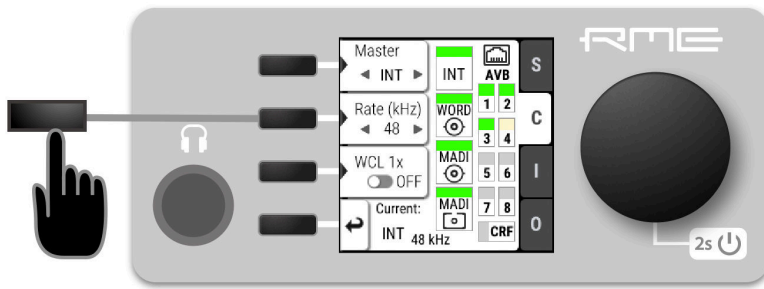 RME
Master
INT
Rate (kHz)
48
WCL 1x
OFF
Current:
INT 48 kHz
INT
WORD
MADI
MADI
AVB
1 2
3 4
5 6
7 8
CRF
S
C
I
O
2s